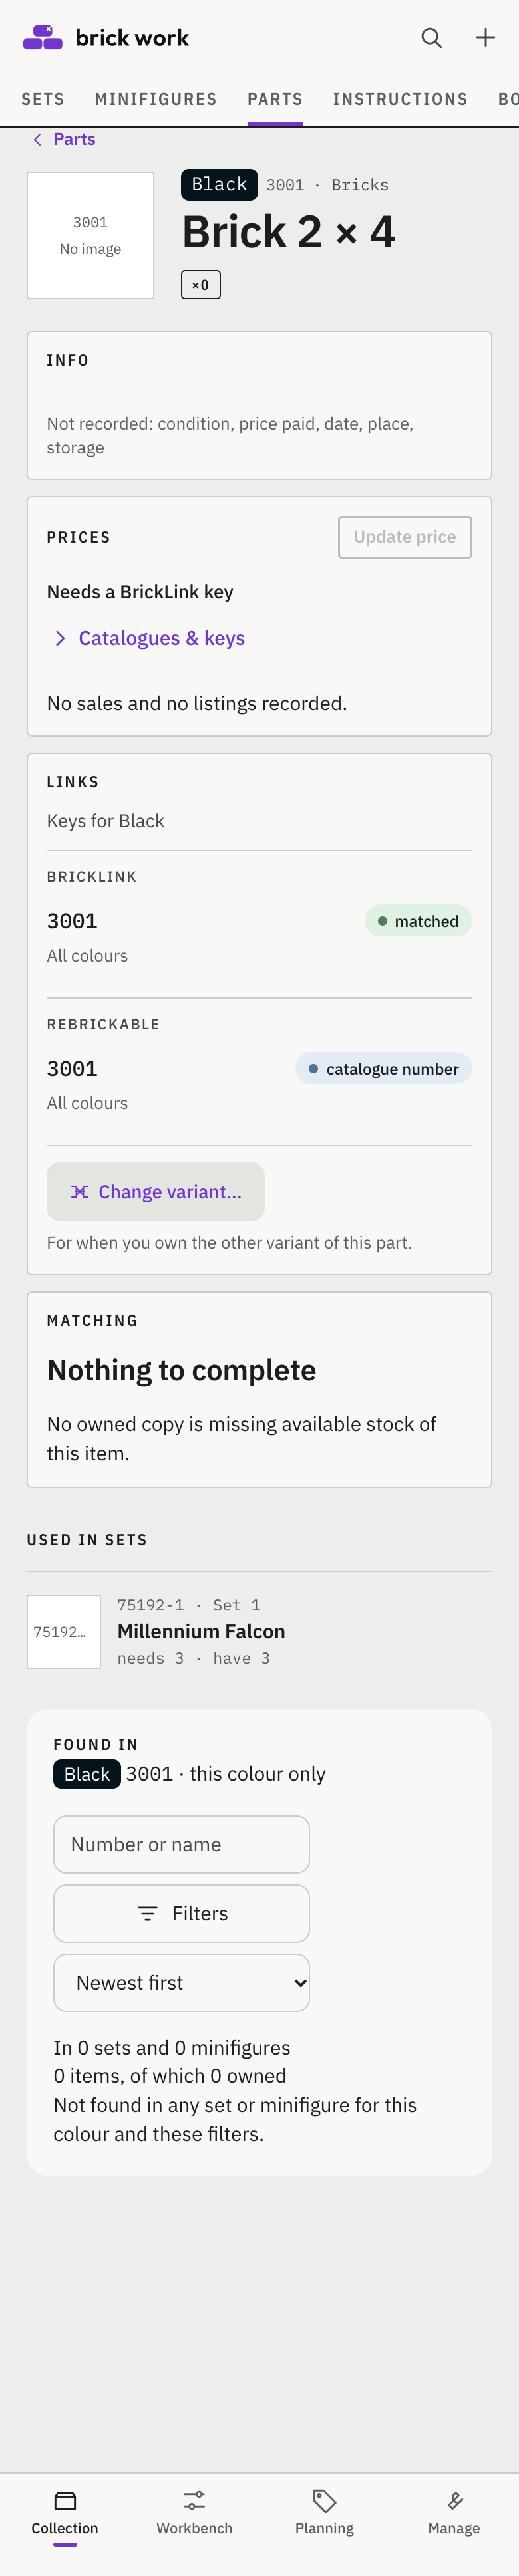 brick work
SETS MINIFIGURES PARTS INSTRUCTIONS BO
Parts
3001
No image
Black 3001 · Bricks
Brick 2 × 4
×0
INFO
Not recorded: condition, price paid, date, place,
storage
PRICES
Update price
Needs a BrickLink key
Catalogues & keys
No sales and no listings recorded.
LINKS
Keys for Black
BRICKLINK
3001
matched
All colours
REBRICKABLE
3001
catalogue number
All colours
Change variant...
For when you own the other variant of this part.
MATCHING
Nothing to complete
No owned copy is missing available stock of
this item.
USED IN SETS
75192…
75192-1 · Set 1
Millennium Falcon
needs 3 · have 3
FOUND IN
Black 3001 · this colour only
Number or name
Filters
Newest first
In 0 sets and 0 minifigures
0 items, of which 0 owned
Not found in any set or minifigure for this
colour and these filters.
Collection Workbench Planning Manage